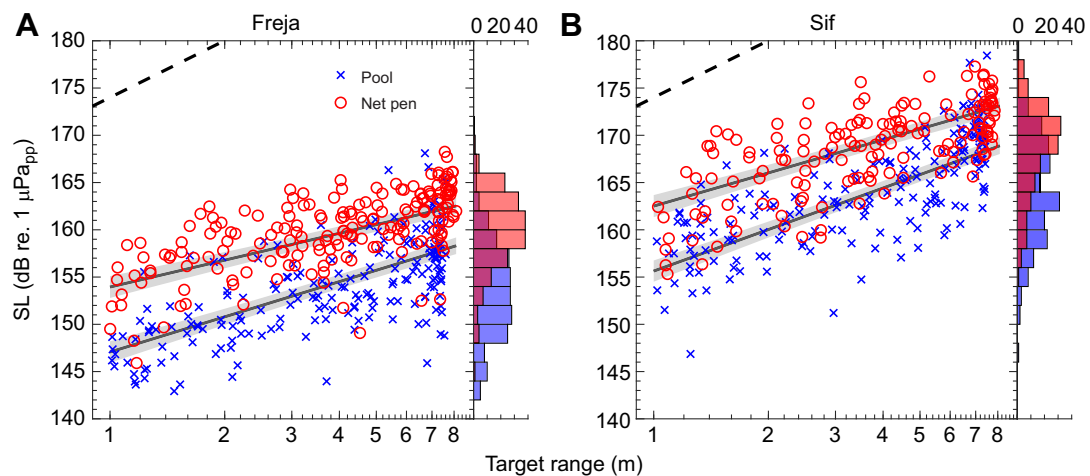 A
Freja
0 20 40
B
Sif
0 20 40
SL (dB re. 1 μPapp)
180
175
170
165
160
155
150
145
140
Pool
Net pen
1 2 3 4 5 6 7 8
180
175
170
165
160
155
150
145
140
1 2 3 4 5 6 7 8
Target range (m)